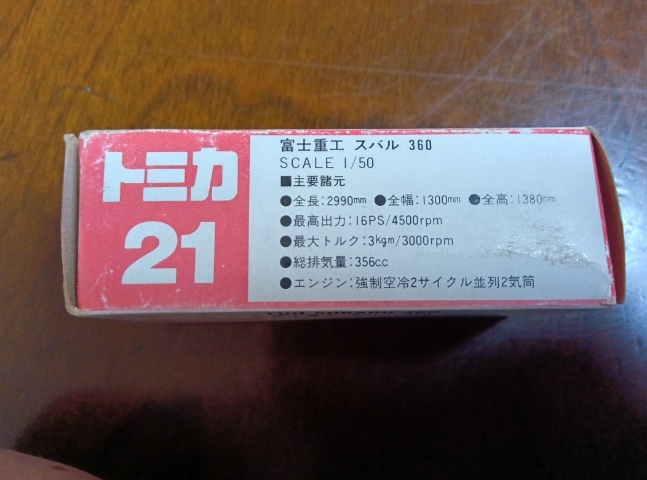 トミカ
21
富士重工 スバル 360
SCALE 1/50
■主要諸元
●全長:2990mm ●全幅:1300mm ●全高:1380mm
●最高出力:16PS/4500rpm
●最大トルク:3kgm/3000rpm
●総排気量:356cc
●エンジン:強制空冷2サイクル並列2気筒